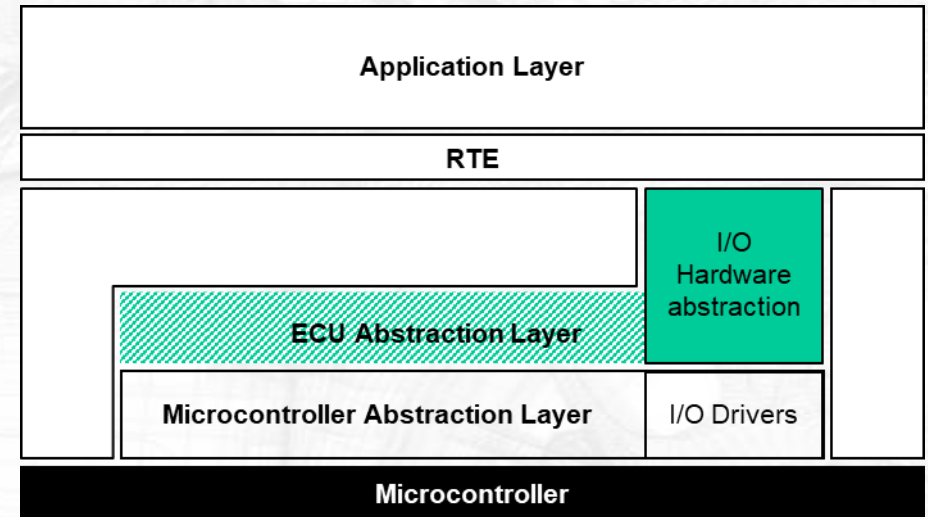 Application Layer
RTE
I/O
Hardware
abstraction
ECU Abstraction Layer
Microcontroller Abstraction Layer
I/O Drivers
Microcontroller